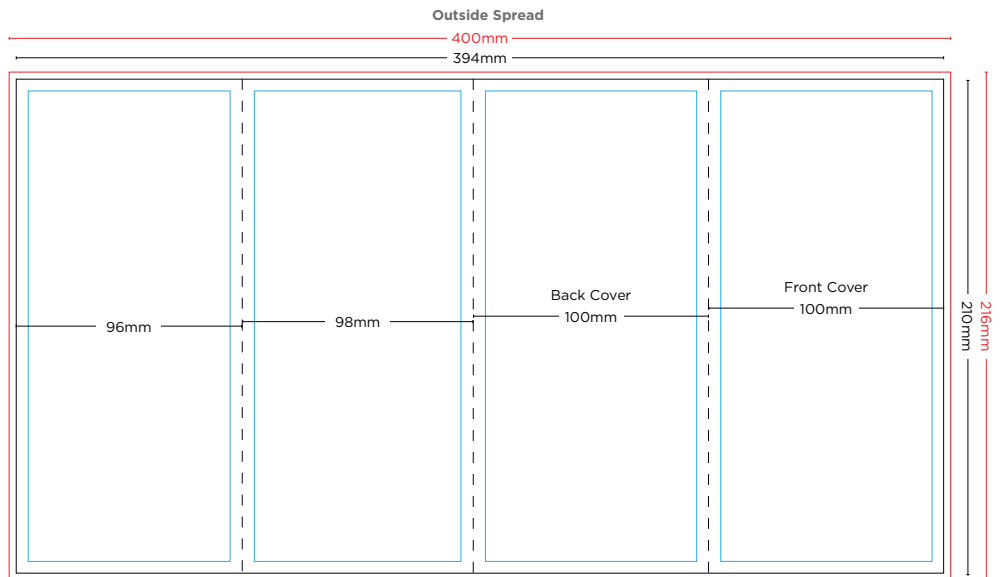 Outside Spread
400mm
394mm
Back Cover
Front Cover
96mm
98mm
100mm
100mm
210mm
216mm